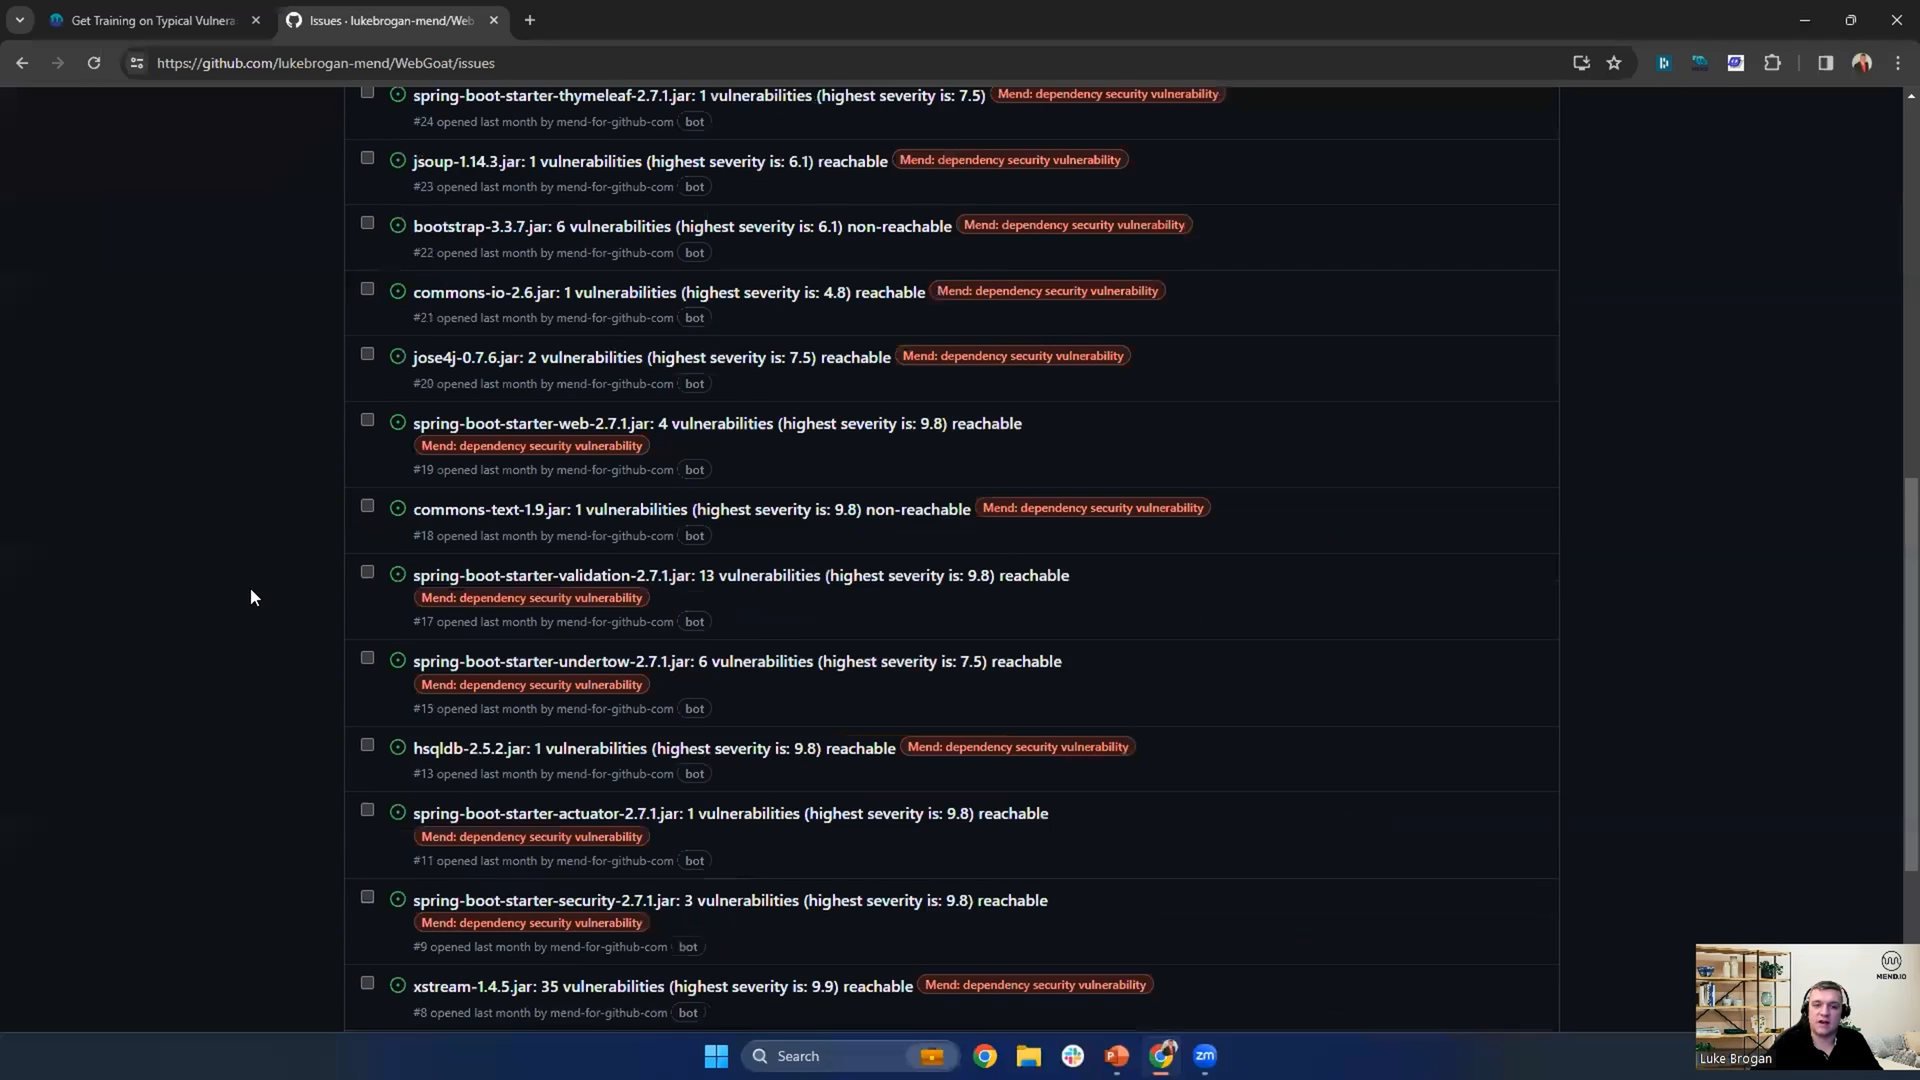 Get Training on Typical Vulnera
Issues · lukebrogan-mend/Web
https://github.com/lukebrogan-mend/WebGoat/issues
spring-boot-starter-thymeleaf-2.7.1.jar: 1 vulnerabilities (highest severity is: 7.5) Mend: dependency security vulnerability
#24 opened last month by mend-for-github-com bot
jsoup-1.14.3.jar: 1 vulnerabilities (highest severity is: 6.1) reachable Mend: dependency security vulnerability
#23 opened last month by mend-for-github-com bot
bootstrap-3.3.7.jar: 6 vulnerabilities (highest severity is: 6.1) non-reachable Mend: dependency security vulnerability
#22 opened last month by mend-for-github-com bot
commons-io-2.6.jar: 1 vulnerabilities (highest severity is: 4.8) reachable Mend: dependency security vulnerability
#21 opened last month by mend-for-github-com bot
jose4j-0.7.6.jar: 2 vulnerabilities (highest severity is: 7.5) reachable Mend: dependency security vulnerability
#20 opened last month by mend-for-github-com bot
spring-boot-starter-web-2.7.1.jar: 4 vulnerabilities (highest severity is: 9.8) reachable
Mend: dependency security vulnerability
#19 opened last month by mend-for-github-com bot
commons-text-1.9.jar: 1 vulnerabilities (highest severity is: 9.8) non-reachable Mend: dependency security vulnerability
#18 opened last month by mend-for-github-com bot
spring-boot-starter-validation-2.7.1.jar: 13 vulnerabilities (highest severity is: 9.8) reachable
Mend: dependency security vulnerability
#17 opened last month by mend-for-github-com bot
spring-boot-starter-undertow-2.7.1.jar: 6 vulnerabilities (highest severity is: 7.5) reachable
Mend: dependency security vulnerability
#15 opened last month by mend-for-github-com bot
hsqldb-2.5.2.jar: 1 vulnerabilities (highest severity is: 9.8) reachable Mend: dependency security vulnerability
#13 opened last month by mend-for-github-com bot
spring-boot-starter-actuator-2.7.1.jar: 1 vulnerabilities (highest severity is: 9.8) reachable
Mend: dependency security vulnerability
#11 opened last month by mend-for-github-com bot
spring-boot-starter-security-2.7.1.jar: 3 vulnerabilities (highest severity is: 9.8) reachable
Mend: dependency security vulnerability
#9 opened last month by mend-for-github-com bot
xstream-1.4.5.jar: 35 vulnerabilities (highest severity is: 9.9) reachable Mend: dependency security vulnerability
#8 opened last month by mend-for-github-com bot
MEND.IO
Luke Brogan
Search
zm